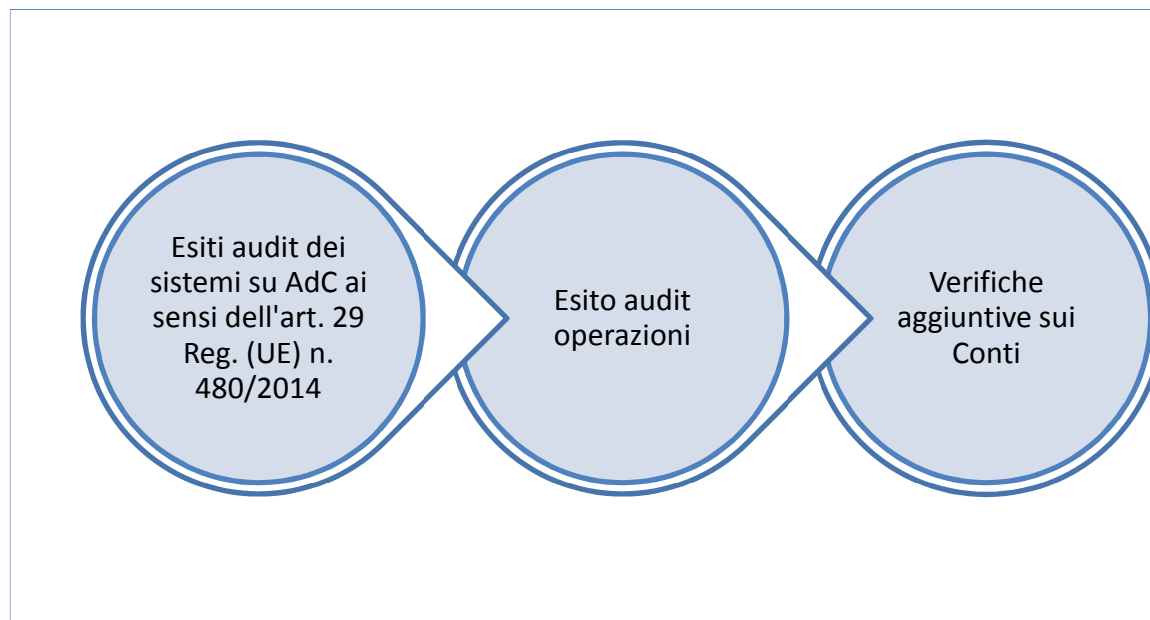 Esiti audit dei
sistemi su AdC ai
sensi dell'art. 29
Reg. (UE) n.
480/2014
Esito audit
operazioni
Verifiche
aggiuntive sui
Conti